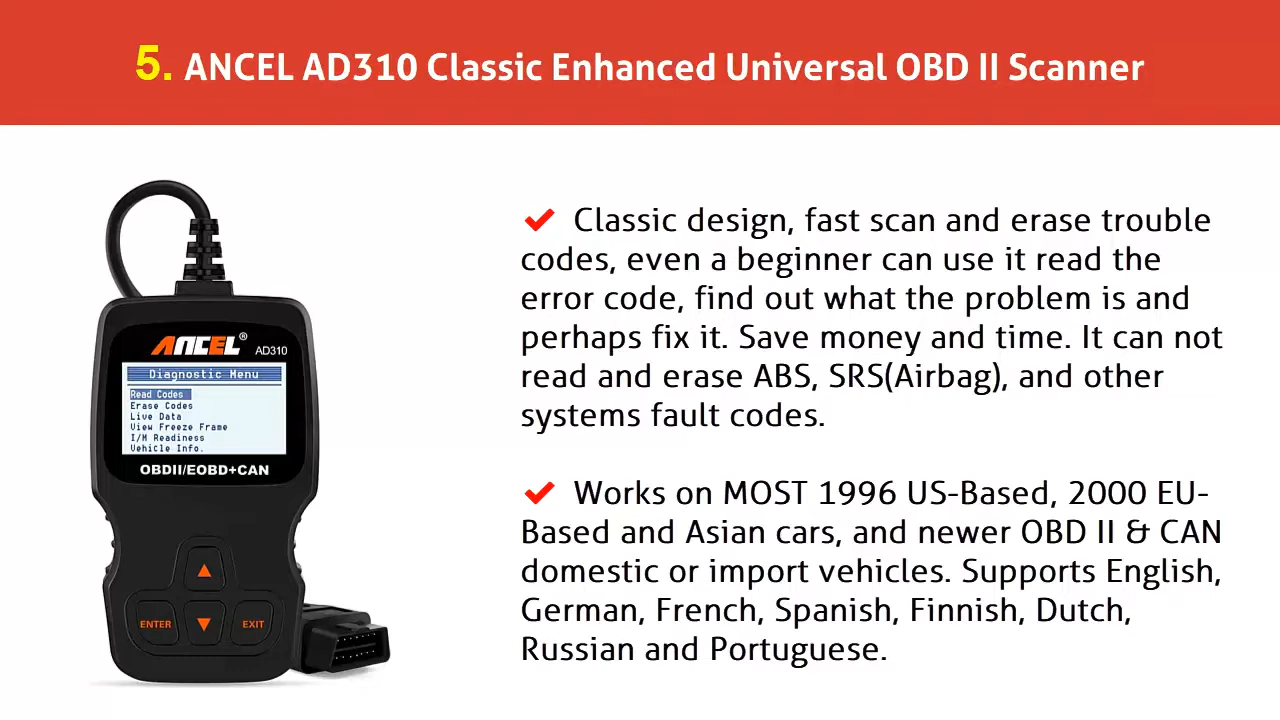 5. ANCEL AD310 Classic Enhanced Universal OBD II Scanner
ANCEL®
AD310
Diagnostic Menu
Read Codes
Erase Codes
Live Data
View Freeze Frame
I/M Readiness
Vehicle Info.
OBDII/EOBD+CAN
ENTER
EXIT
Classic design, fast scan and erase trouble
codes, even a beginner can use it read the
error code, find out what the problem is and
perhaps fix it. Save money and time. It can not
read and erase ABS, SRS(Airbag), and other
systems fault codes.
Works on MOST 1996 US-Based, 2000 EU-
Based and Asian cars, and newer OBD II & CAN
domestic or import vehicles. Supports English,
German, French, Spanish, Finnish, Dutch,
Russian and Portuguese.